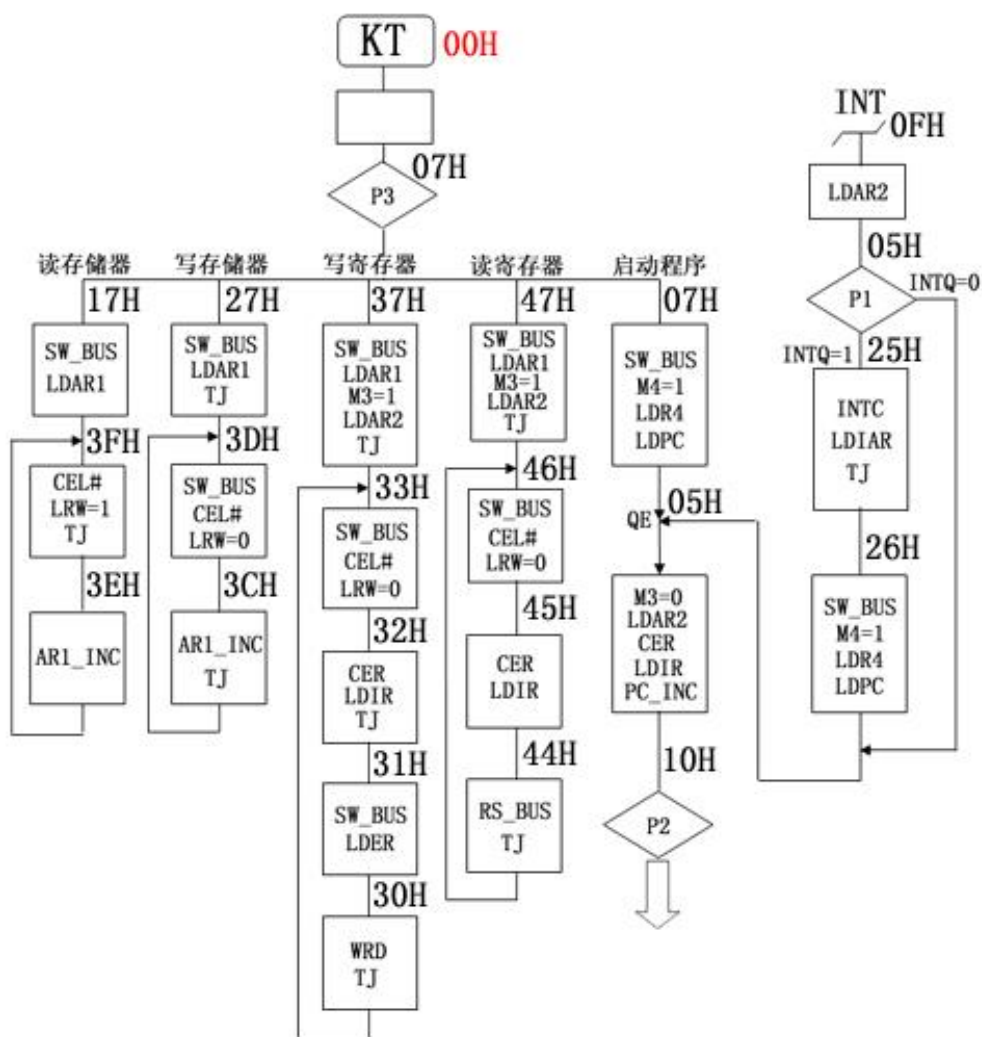 KT 00H
07H
P3
读存储器 写存储器 写寄存器 读寄存器 启动程序
17H 27H 37H 47H 07H
SW_BUS
LDAR1
3FH
CEL#
LRW=1
TJ
3EH
AR1_INC
SW_BUS
LDAR1
TJ
3DH
SW_BUS
CEL#
LRW=0
3CH
AR1_INC
TJ
SW_BUS
LDAR1
M3=1
LDAR2
TJ
33H
SW_BUS
CEL#
LRW=0
32H
CER
LDIR
TJ
31H
SW_BUS
LDER
30H
WRD
TJ
SW_BUS
LDAR1
M3=1
LDAR2
TJ
46H
SW_BUS
CEL#
LRW=0
45H
CER
LDIR
44H
RS_BUS
TJ
SW_BUS
M4=1
LDR4
LDPC
QE 05H
M3=0
LDAR2
CER
LDIR
PC_INC
10H
P2
INT
0FH
LDAR2
05H
P1
INTQ=0
INTQ=1 25H
INTC
LDIAR
TJ
26H
SW_BUS
M4=1
LDR4
LDPC